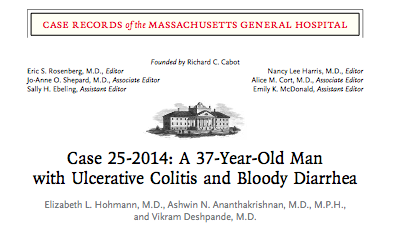 CASE RECORDS of the MASSACHUSETTS GENERAL HOSPITAL
Founded by Richard C. Cabot
Eric S. Rosenberg, M.D., Editor Nancy Lee Harris, M.D., Editor
Jo-Anne O. Shepard, M.D., Associate Editor Alice M. Cort, M.D., Associate Editor
Sally H. Ebeling, Assistant Editor Emily K. McDonald, Assistant Editor
Case 25-2014: A 37-Year-Old Man
with Ulcerative Colitis and Bloody Diarrhea
Elizabeth L. Hohmann, M.D., Ashwin N. Ananthakrishnan, M.D., M.P.H.,
and Vikram Deshpande, M.D.